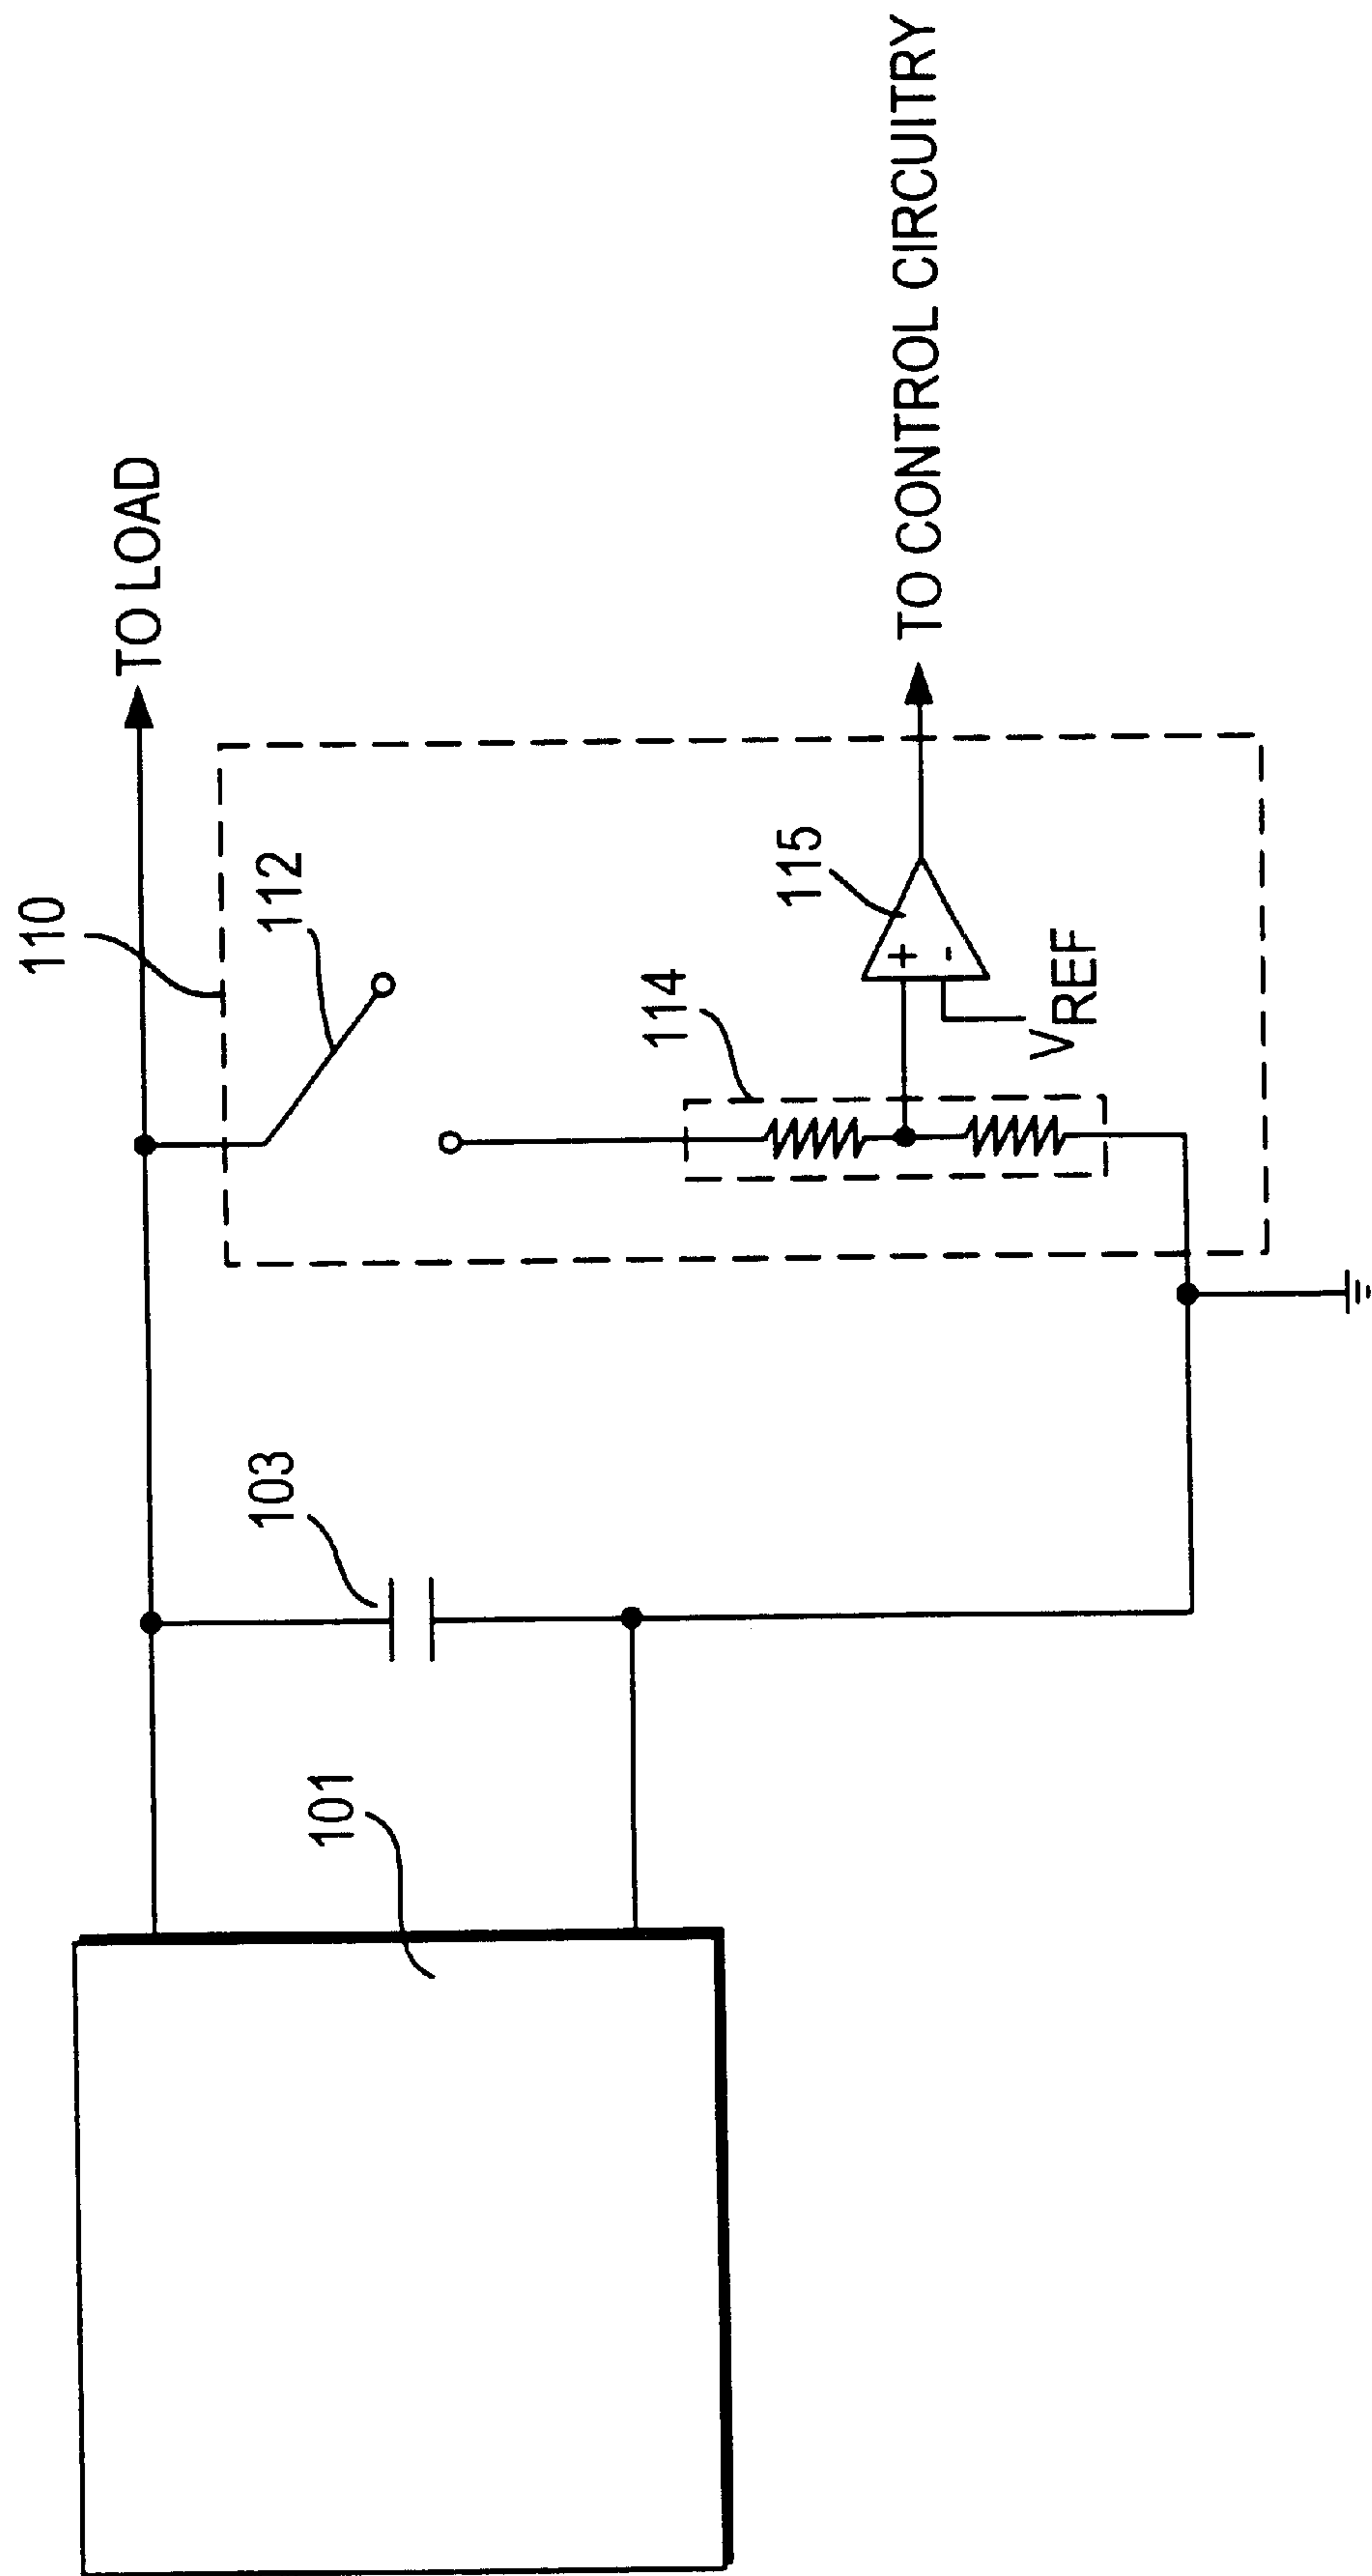 110
TO LOAD
112
103
101
114
115
VREF
TO CONTROL CIRCUITRY